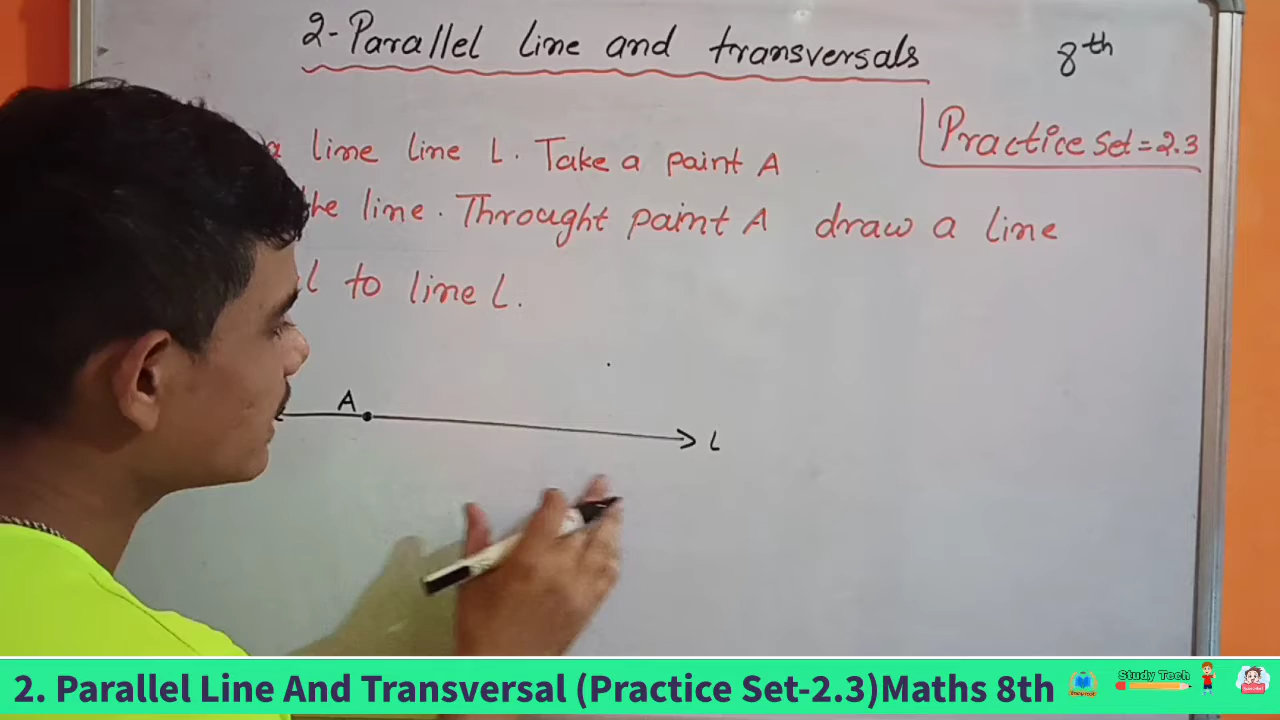 2-Parallel line and transversals
8th
Practice Set = 2.3
a line line L. Take a paint A
the line. Throught paint A draw a line
l to line L.
A
L
2. Parallel Line And Transversal (Practice Set-2.3)Maths 8th
Study Tech